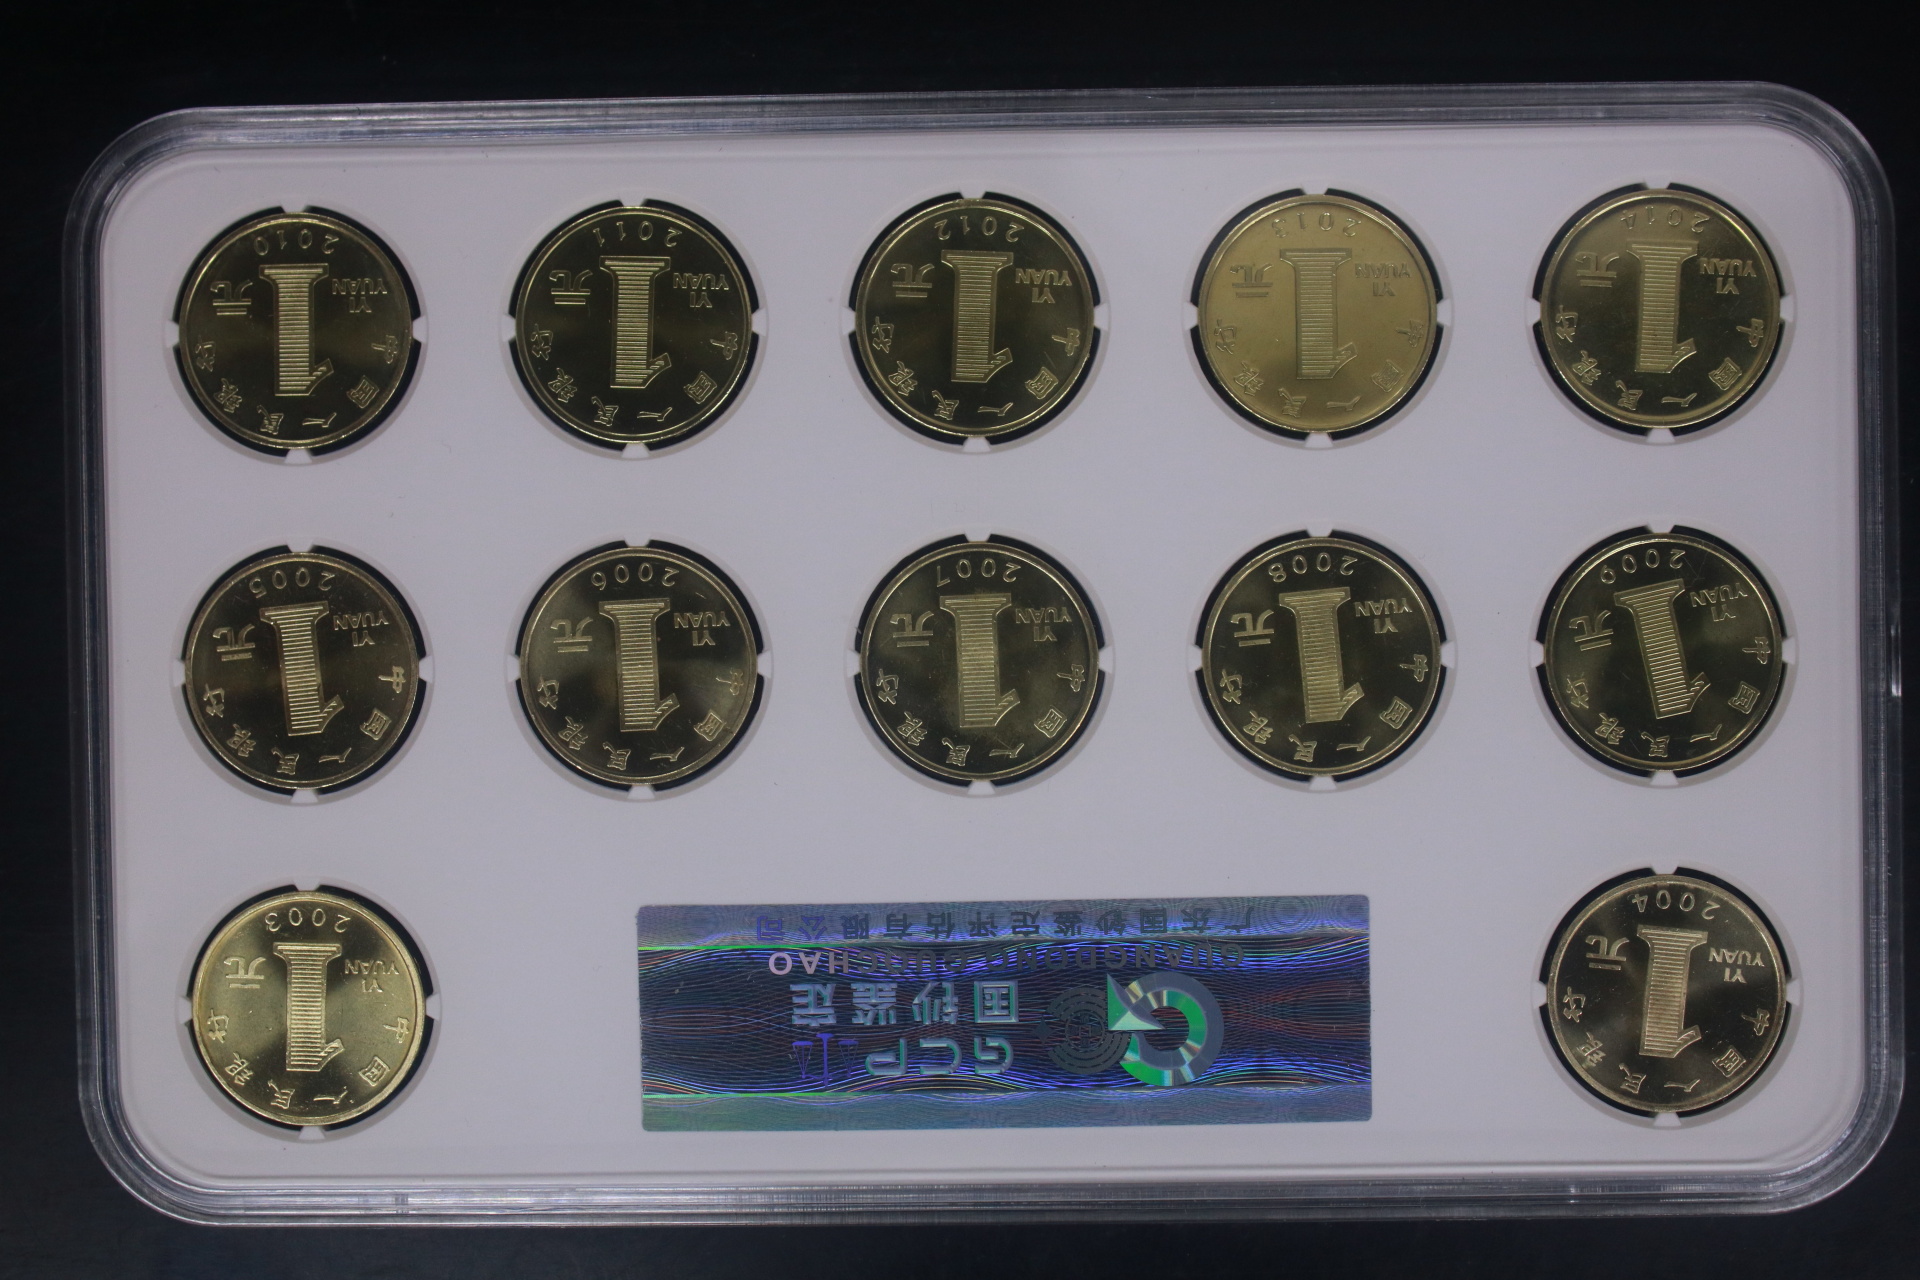 中国人民银行
YI
YUAN
1
元
2004
GCP
国钞鉴定
GUANGDONG GUOCHAO
广东国钞鉴定评估有限公司
中国人民银行
YI
YUAN
1
元
2003
中国人民银行
YI
YUAN
1
元
2009
中国人民银行
YI
YUAN
1
元
2008
中国人民银行
YI
YUAN
1
元
2007
中国人民银行
YI
YUAN
1
元
2006
中国人民银行
YI
YUAN
1
元
2005
中国人民银行
YI
YUAN
1
元
2014
中国人民银行
YI
YUAN
1
元
2013
中国人民银行
YI
YUAN
1
元
2012
中国人民银行
YI
YUAN
1
元
2011
中国人民银行
YI
YUAN
1
元
2010